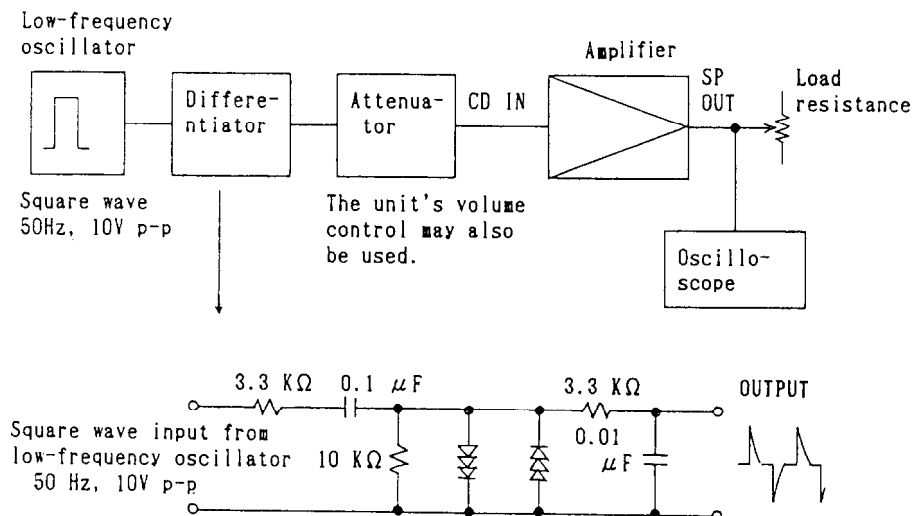 Low-frequency
oscillator
Differe-
ntiator
Attenua-
tor
CD IN
Amplifier
SP
OUT
Load
resistance
Square wave
50Hz, 10V p-p
The unit's volume
control may also
be used.
Oscillo-
scope
3.3 KΩ
0.1 μF
3.3 KΩ
OUTPUT
Square wave input from
low-frequency oscillator
50 Hz, 10V p-p
10 KΩ
0.01
μF